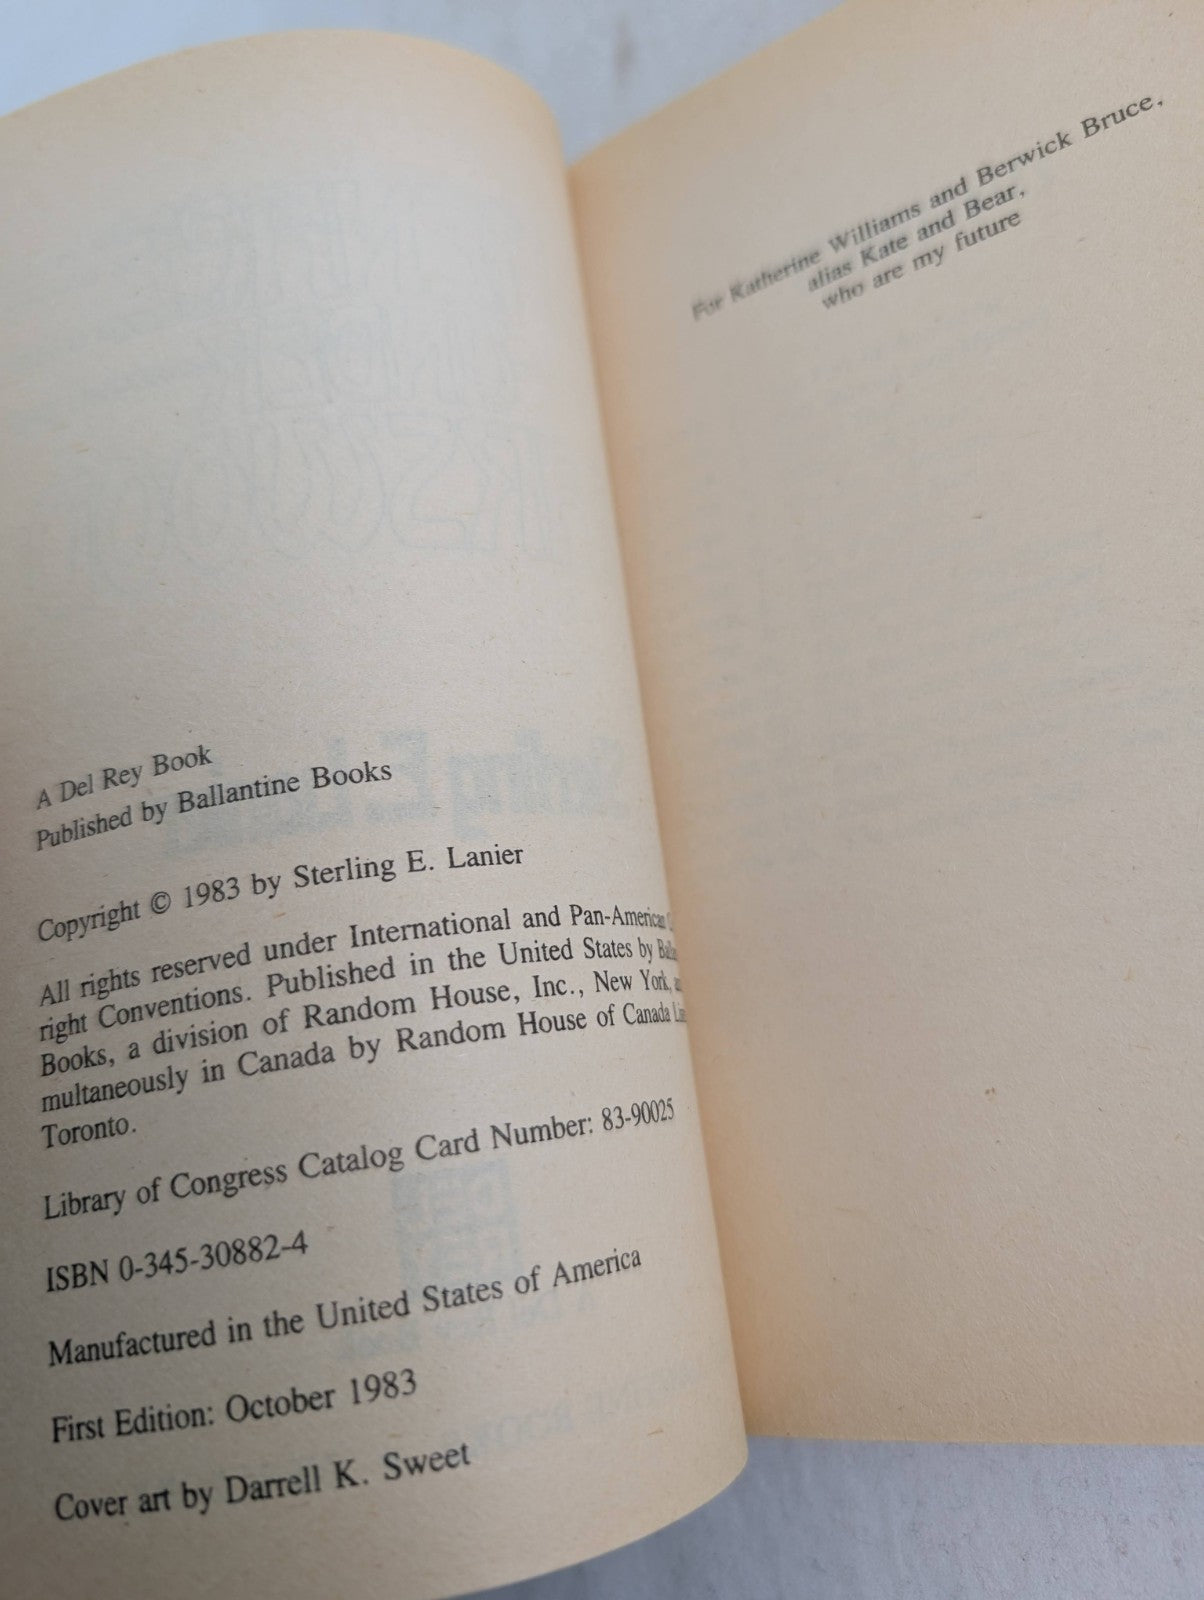 A Del Rey Book
Published by Ballantine Books
Copyright © 1983 by Sterling E. Lanier
All rights reserved under International and Pan-American
right Conventions. Published in the United States by
Books, a division of Random House, Inc., New York,
multaneously in Canada by Random House of Canada
Toronto.
Library of Congress Catalog Card Number: 83-90025
ISBN 0-345-30882-4
Manufactured in the United States of America
First Edition: October 1983
Cover art by Darrell K. Sweet
For Katherine Williams and Berwick Bruce,
alias Kate and Bear,
who are my future